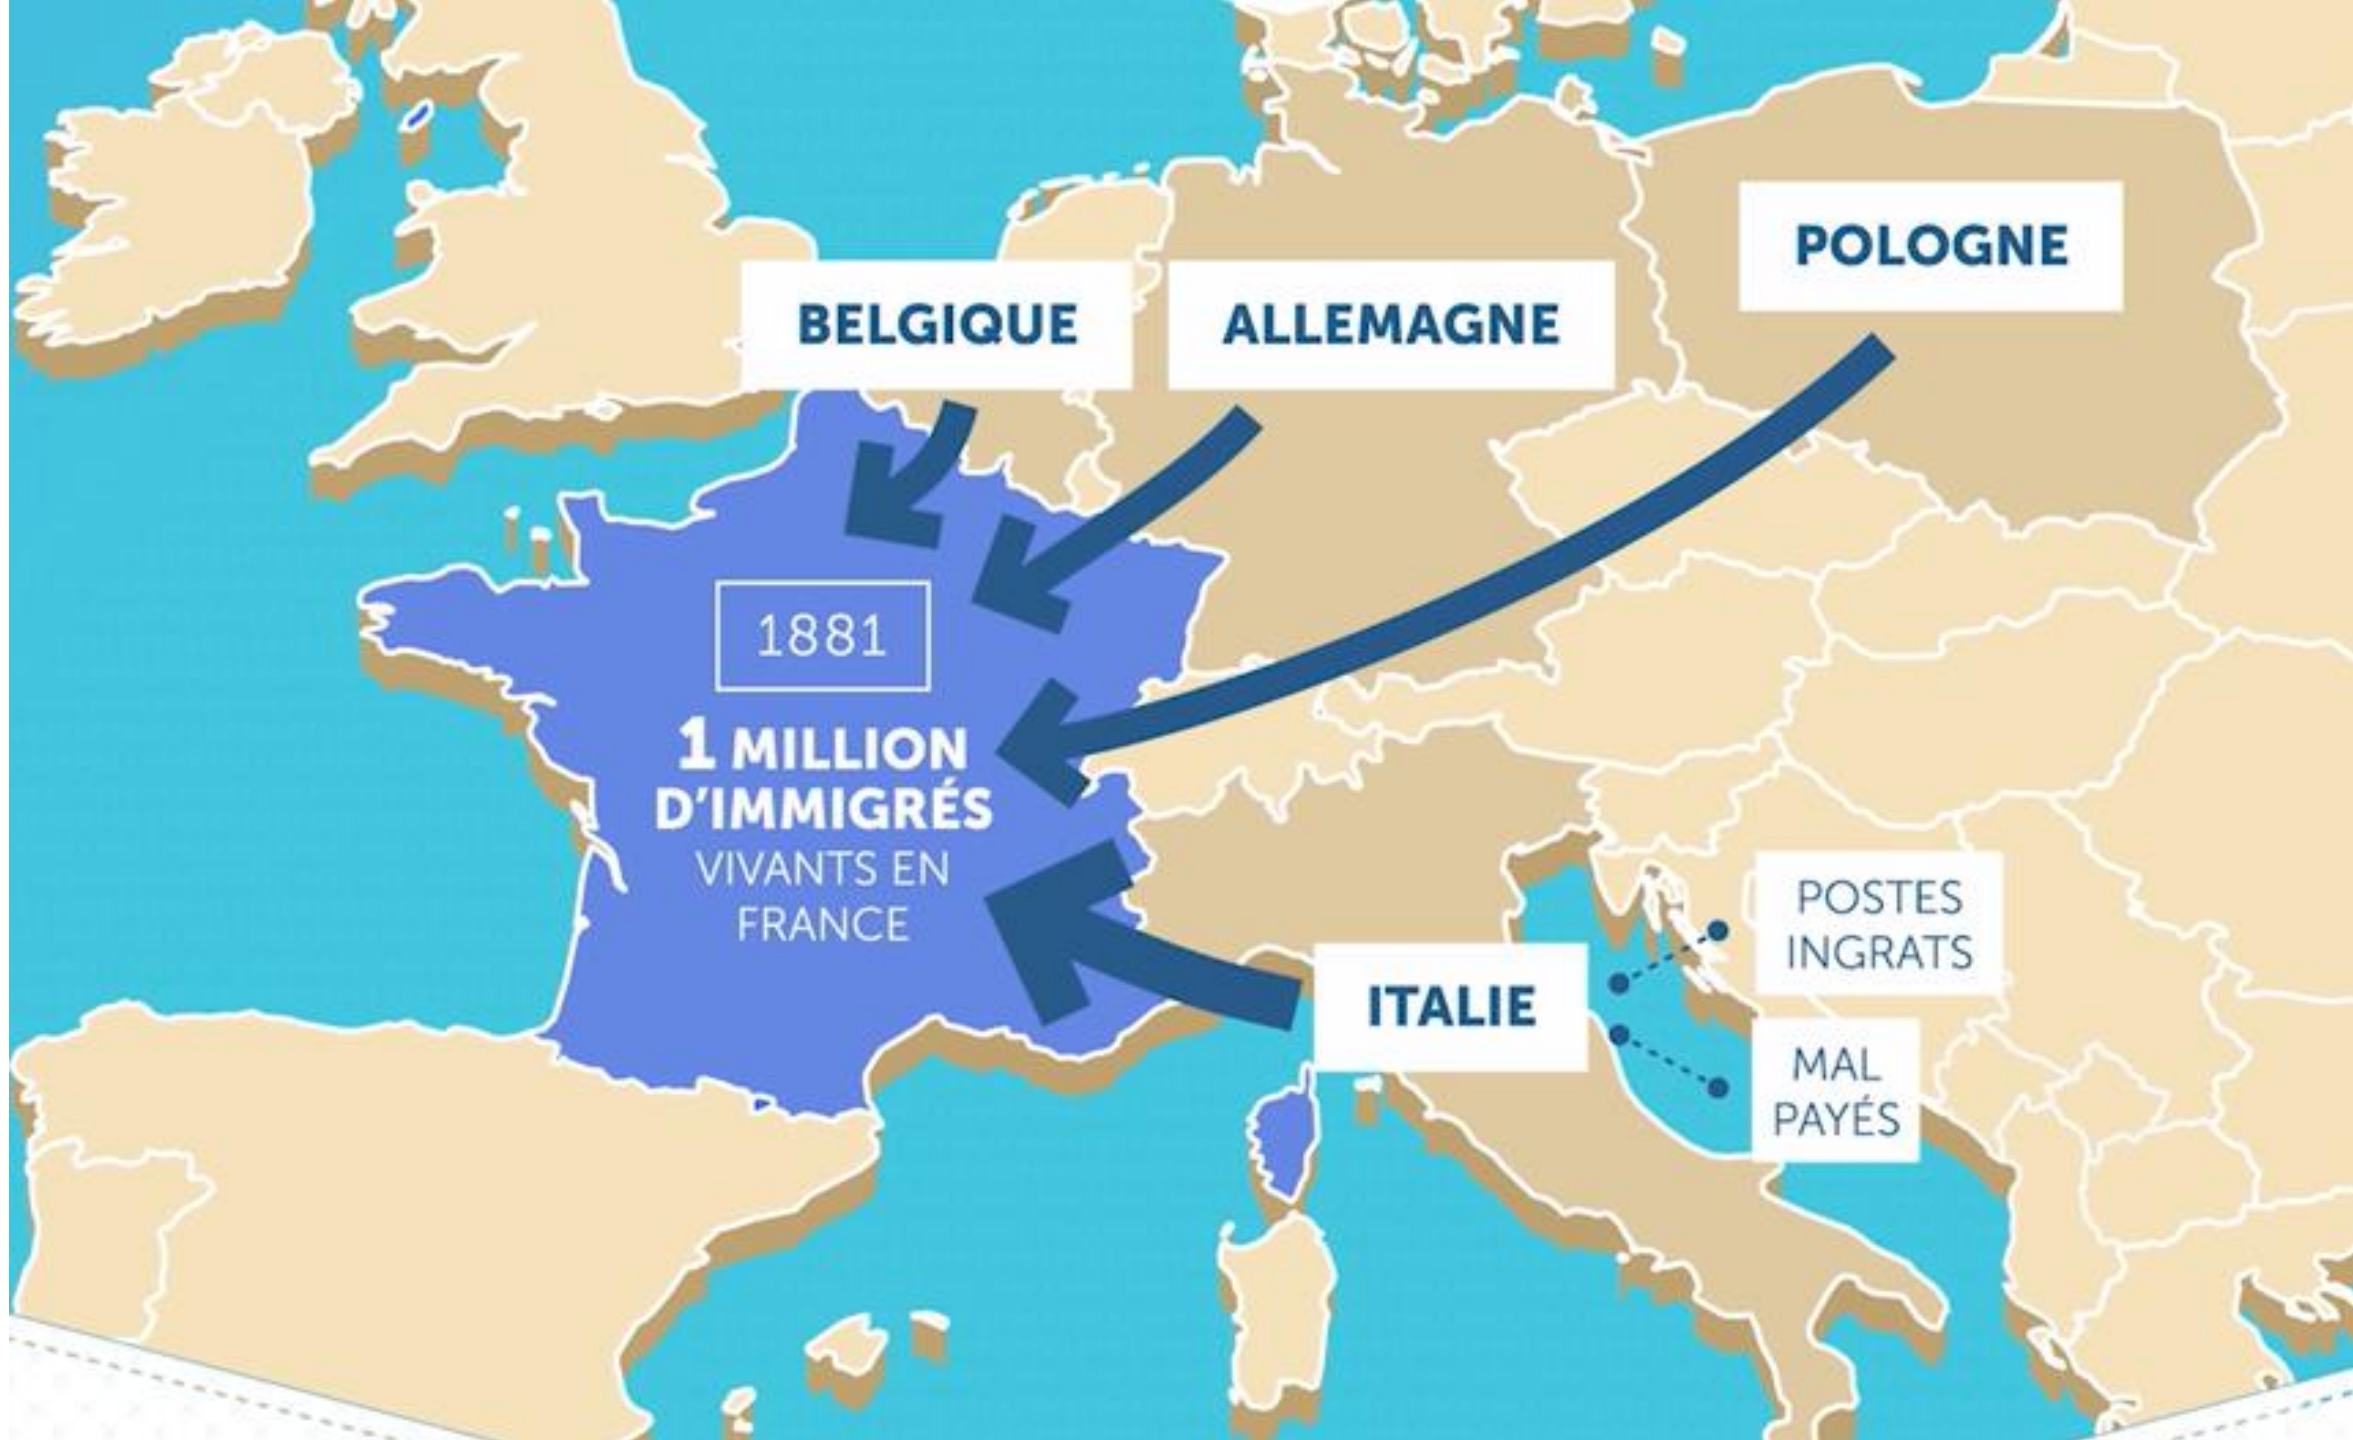 POLOGNE
BELGIQUE
ALLEMAGNE
1881
1 MILLION
D'IMMIGRÉS
VIVANTS EN
FRANCE
ITALIE
POSTES
INGRATS
MAL
PAYÉS